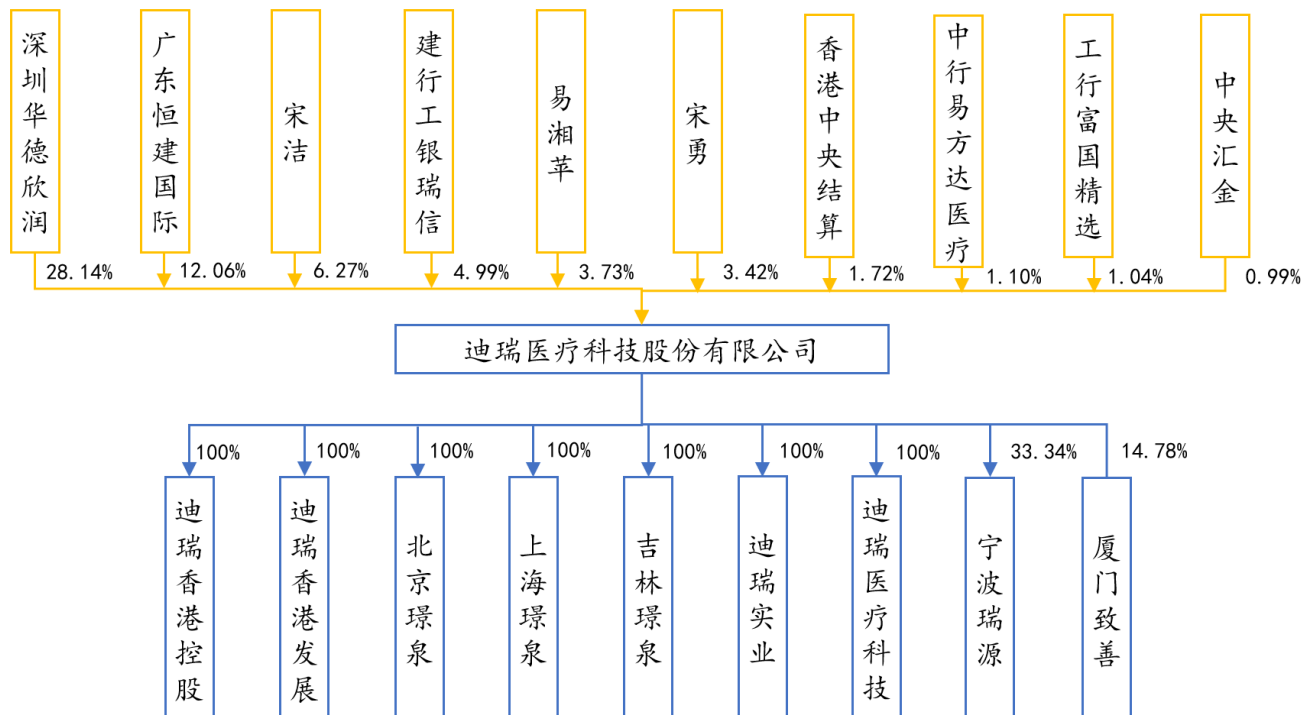 深圳华德欣润
广东恒建国际
宋洁
建行工银瑞信
易湘苹
宋勇
香港中央结算
中行易方达医疗
工行富国精选
中央汇金
28.14%
12.06%
6.27%
4.99%
3.73%
3.42%
1.72%
1.10%
1.04%
0.99%
迪瑞医疗科技股份有限公司
100%
100%
100%
100%
100%
100%
100%
33.34%
14.78%
迪瑞香港控股
迪瑞香港发展
北京璟泉
上海璟泉
吉林璟泉
迪瑞实业
迪瑞医疗科技
宁波瑞源
厦门致善